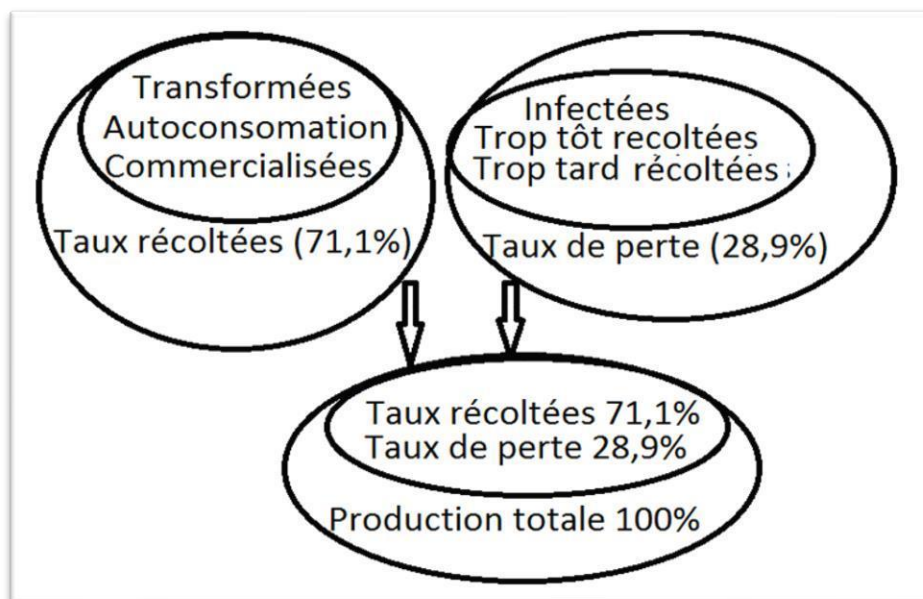 Transformées
Autoconsomation
Commercialisées
Taux récoltées (71,1%)
Infectées
Trop tôt recoltées
Trop tard récoltées
Taux de perte (28,9%)
Taux récoltées 71,1%
Taux de perte 28,9%
Production totale 100%